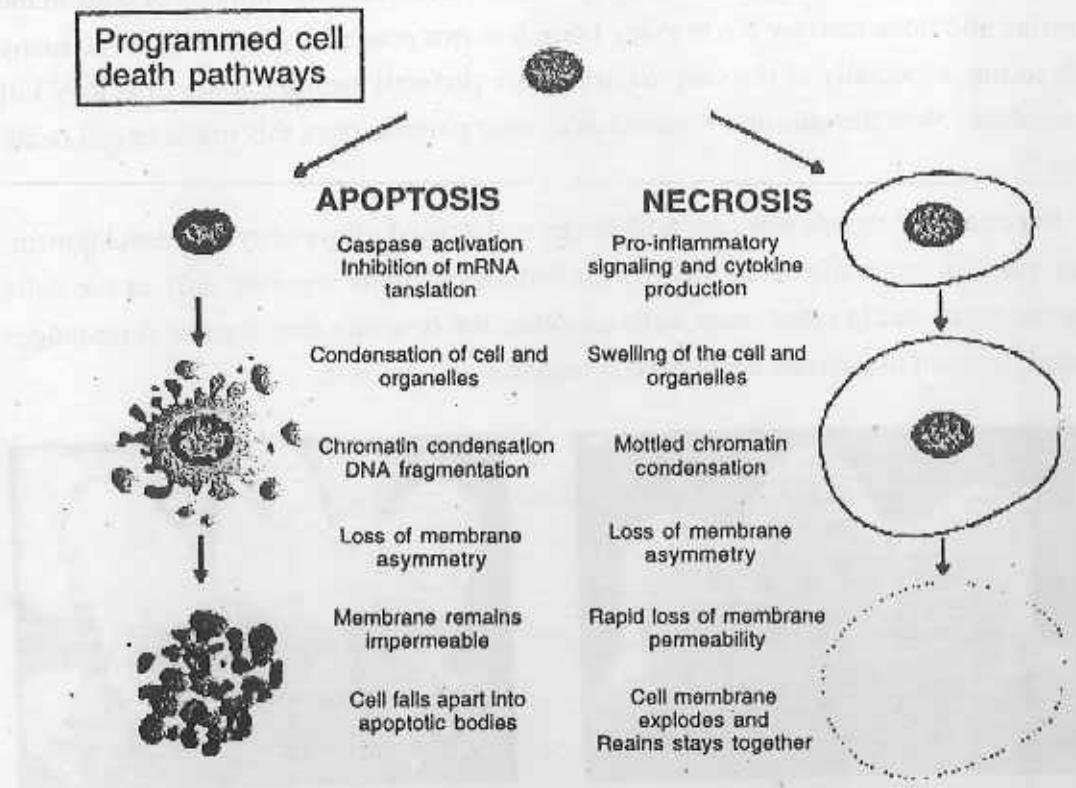 Programmed cell
death pathways
APOPTOSIS
Caspase activation
Inhibition of mRNA
tanslation
Condensation of cell and
organelles
Chromatin condensation
DNA fragmentation
Loss of membrane
asymmetry
Membrane remains
impermeable
Cell falls apart into
apoptotic bodies
NECROSIS
Pro-inflammatory
signaling and cytokine
production
Swelling of the cell and
organelles
Mottled chromatin
condensation
Loss of membrane
asymmetry
Rapid loss of membrane
permeability
Cell membrane
explodes and
Reains stays together